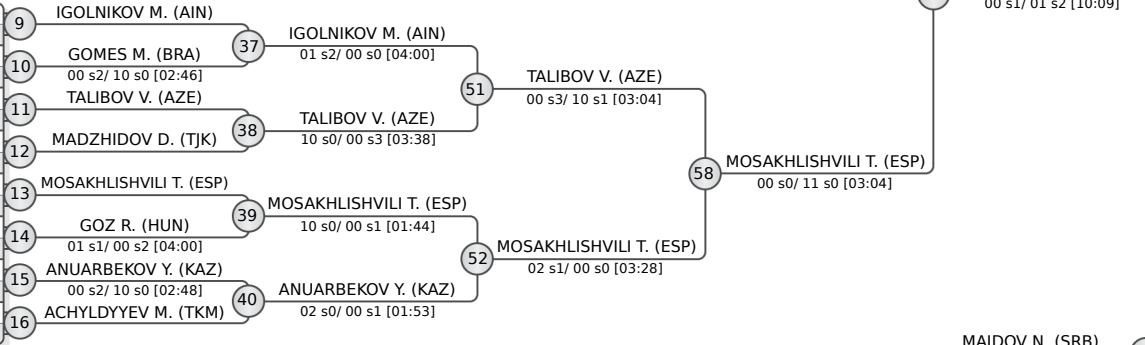 00 s1/ 01 s2 [10:09]
9
IGOLNIKOV M. (AIN)
10
GOMES M. (BRA)
00 s2/ 10 s0 [02:46]
37
IGOLNIKOV M. (AIN)
01 s2/ 00 s0 [04:00]
11
TALIBOV V. (AZE)
12
MADZHIDOV D. (TJK)
38
TALIBOV V. (AZE)
10 s0/ 00 s3 [03:38]
51
TALIBOV V. (AZE)
00 s3/ 10 s1 [03:04]
13
MOSAKHLISHVILI T. (ESP)
14
GOZ R. (HUN)
01 s1/ 00 s2 [04:00]
39
MOSAKHLISHVILI T. (ESP)
10 s0/ 00 s1 [01:44]
15
ANUARBEKOV Y. (KAZ)
00 s2/ 10 s0 [02:48]
16
ACHYLDYYEV M. (TKM)
40
ANUARBEKOV Y. (KAZ)
02 s0/ 00 s1 [01:53]
52
MOSAKHLISHVILI T. (ESP)
02 s1/ 00 s0 [03:28]
58
MOSAKHLISHVILI T. (ESP)
00 s0/ 11 s0 [03:04]
MAJDOV N. (SRB)